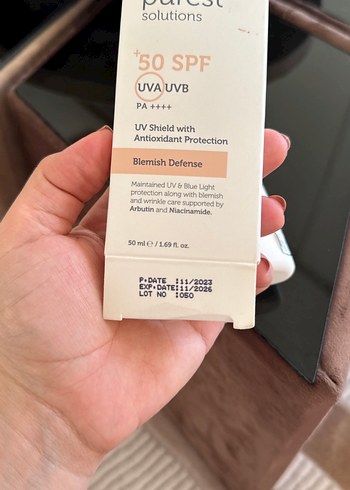 purest
solutions
50 SPF
UVA UVB
PA ++++
UV Shield with
Antioxidant Protection
Blemish Defense
Maintained UV & Blue Light
protection along with blemish
and wrinkle care supported by
Arbutin and Niacinamide.
50 ml ℮ / 1.69 fl. oz.
P.DATE :11/2023
EXP.DATE:11/2026
LOT NO :050